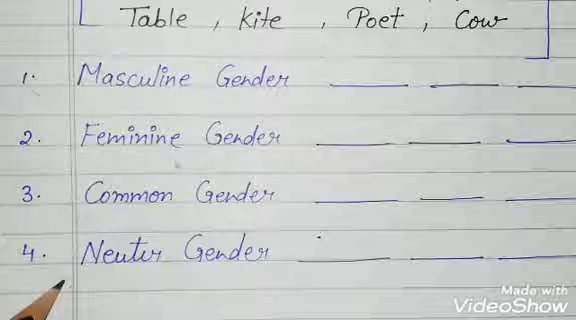 Table , Kite , Poet , Cow
1. Masculine Gender
2. Feminine Gender
3. Common Gender
4. Neuter Gender
Made with
VideoShow